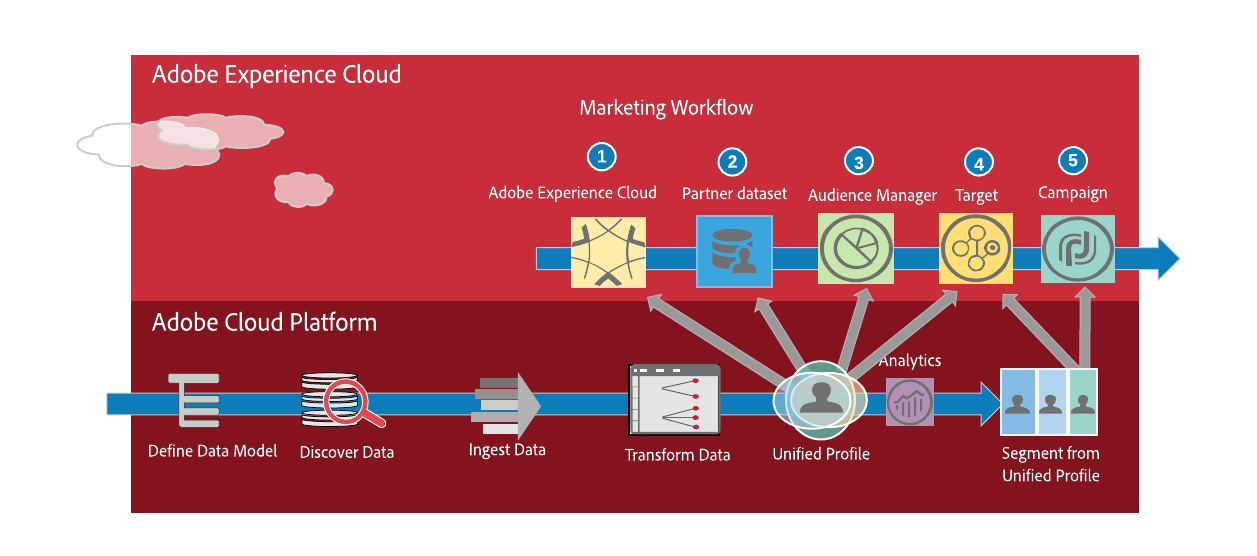 Adobe Experience Cloud
Marketing Workflow
1 2 3 4 5
Adobe Experience Cloud Partner dataset Audience Manager Target Campaign
Adobe Cloud Platform
Analytics
Define Data Model Discover Data Ingest Data Transform Data Unified Profile Segment from
Unified Profile